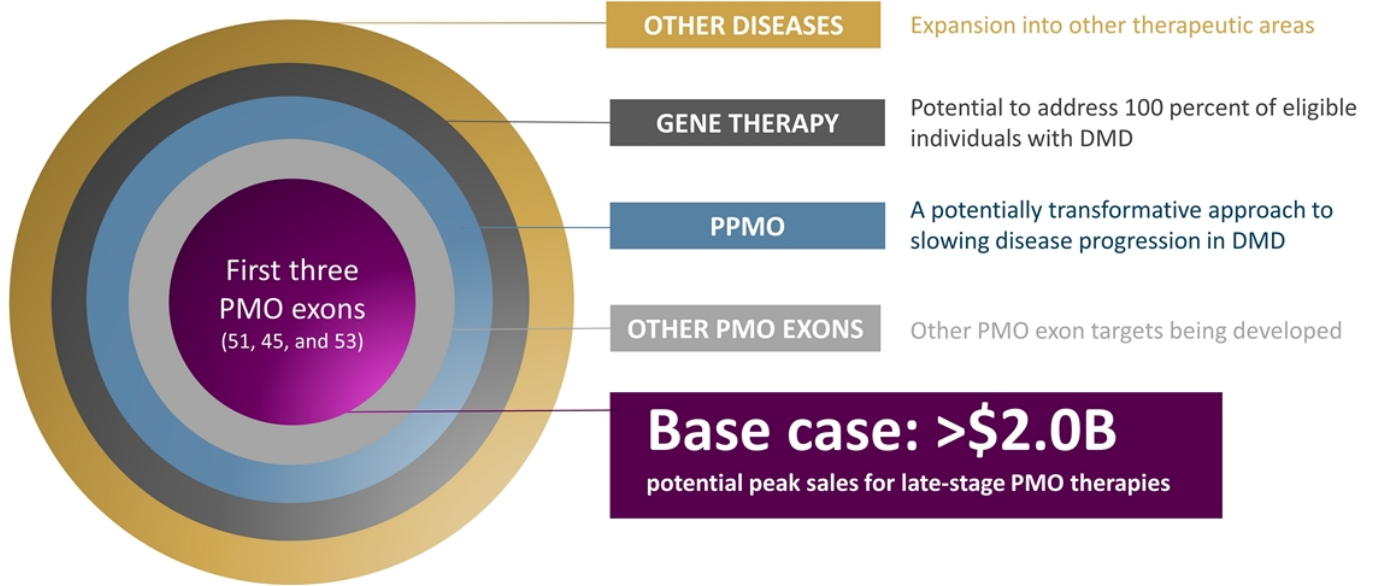 OTHER DISEASES
Expansion into other therapeutic areas
GENE THERAPY
Potential to address 100 percent of eligible
individuals with DMD
PPMO
A potentially transformative approach to
slowing disease progression in DMD
First three
PMO exons
(51, 45, and 53)
OTHER PMO EXONS
Other PMO exon targets being developed
Base case: >$2.0B
potential peak sales for late-stage PMO therapies